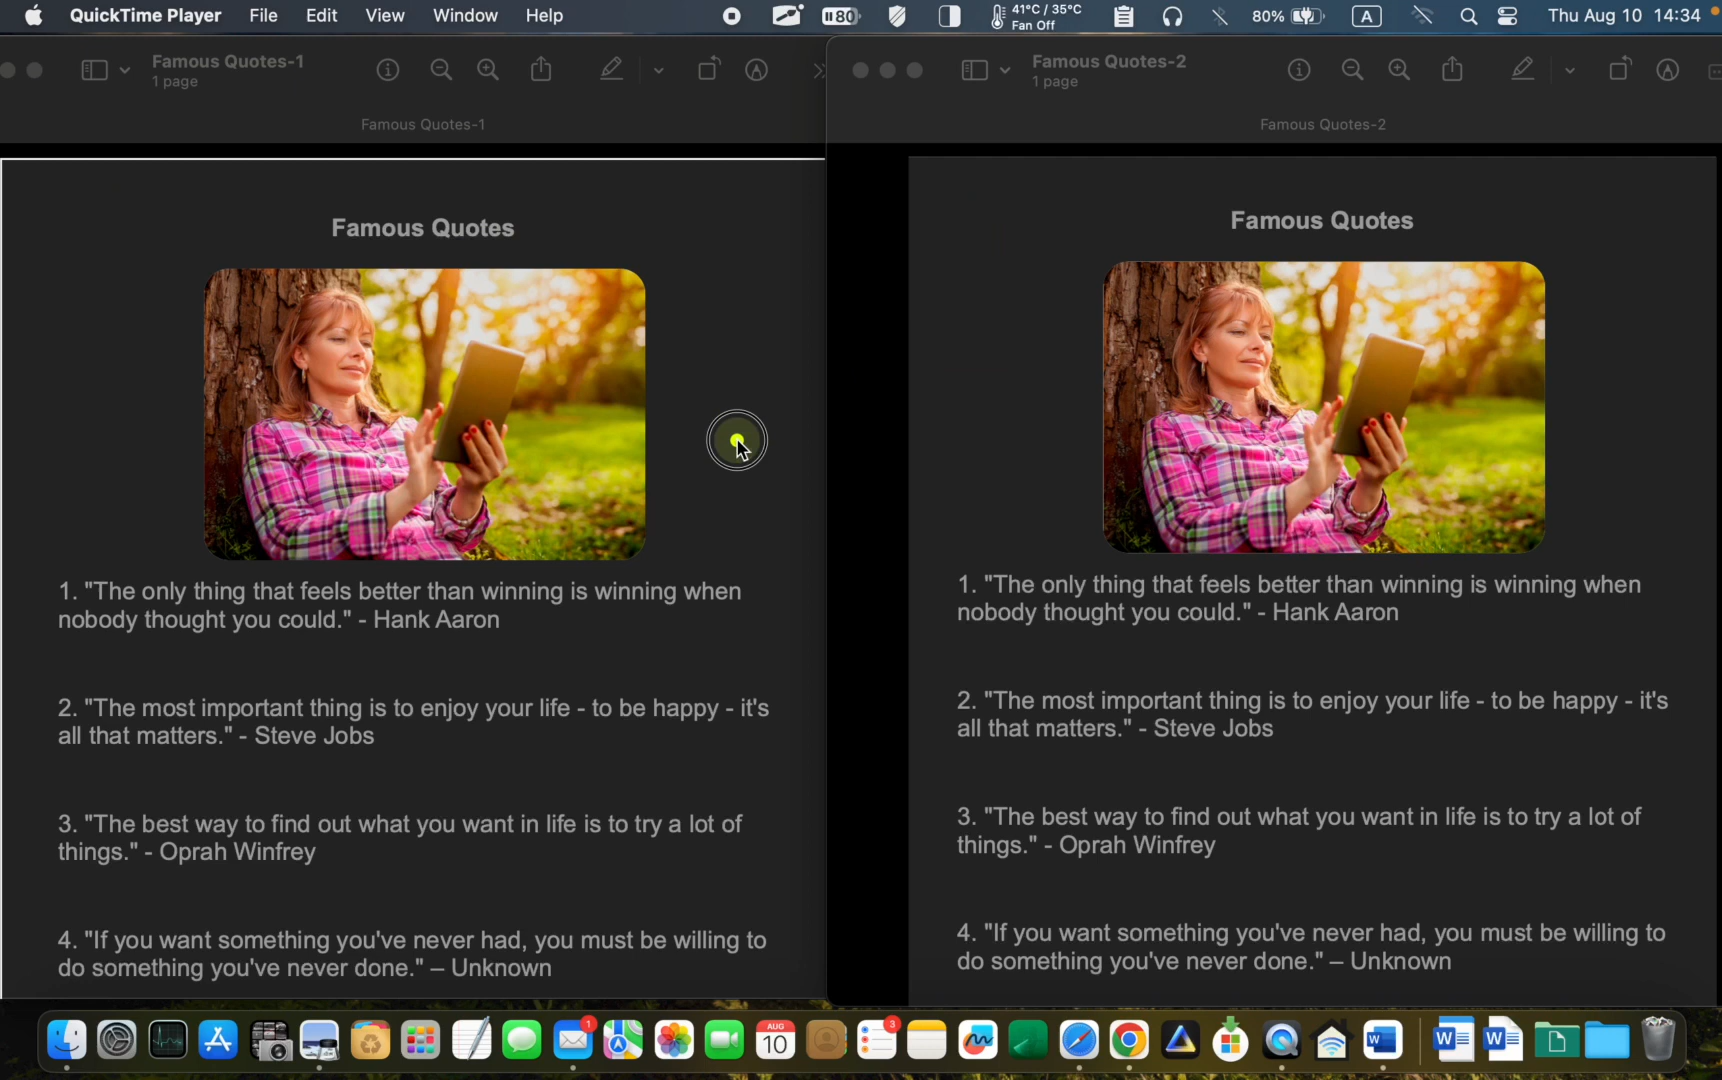 QuickTime Player File Edit View Window Help 80 41°C / 35°C Fan Off 80% A Thu Aug 10 14:34
Famous Quotes-1
1 page
Famous Quotes-1
Famous Quotes
1. "The only thing that feels better than winning is winning when
nobody thought you could." - Hank Aaron
2. "The most important thing is to enjoy your life - to be happy - it's
all that matters." - Steve Jobs
3. "The best way to find out what you want in life is to try a lot of
things." - Oprah Winfrey
4. "If you want something you've never had, you must be willing to
do something you've never done." – Unknown
Famous Quotes-2
1 page
Famous Quotes-2
Famous Quotes
1. "The only thing that feels better than winning is winning when
nobody thought you could." - Hank Aaron
2. "The most important thing is to enjoy your life - to be happy - it's
all that matters." - Steve Jobs
3. "The best way to find out what you want in life is to try a lot of
things." - Oprah Winfrey
4. "If you want something you've never had, you must be willing to
do something you've never done." – Unknown
1
AUG
10
3
W
W
W